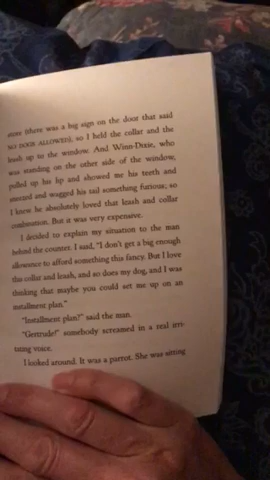 store (there was a big sign on the door that said
NO DOGS ALLOWED), so I held the collar and the
leash up to the window. And Winn-Dixie, who
was standing on the other side of the window,
pulled up his lip and showed me his teeth and
sneezed and wagged his tail something furious, so
I knew he absolutely loved that leash and collar
combination. But it was very expensive.
I decided to explain my situation to the man
behind the counter. I said, "I don't get a big enough
allowance to afford something this fancy. But I love
this collar and leash, and so does my dog, and I was
thinking that maybe you could set me up on an
installment plan."
"Installment plan?" said the man.
"Gertrude!" somebody screamed in a real irri-
tating voice.
I looked around. It was a parrot. She was sitting